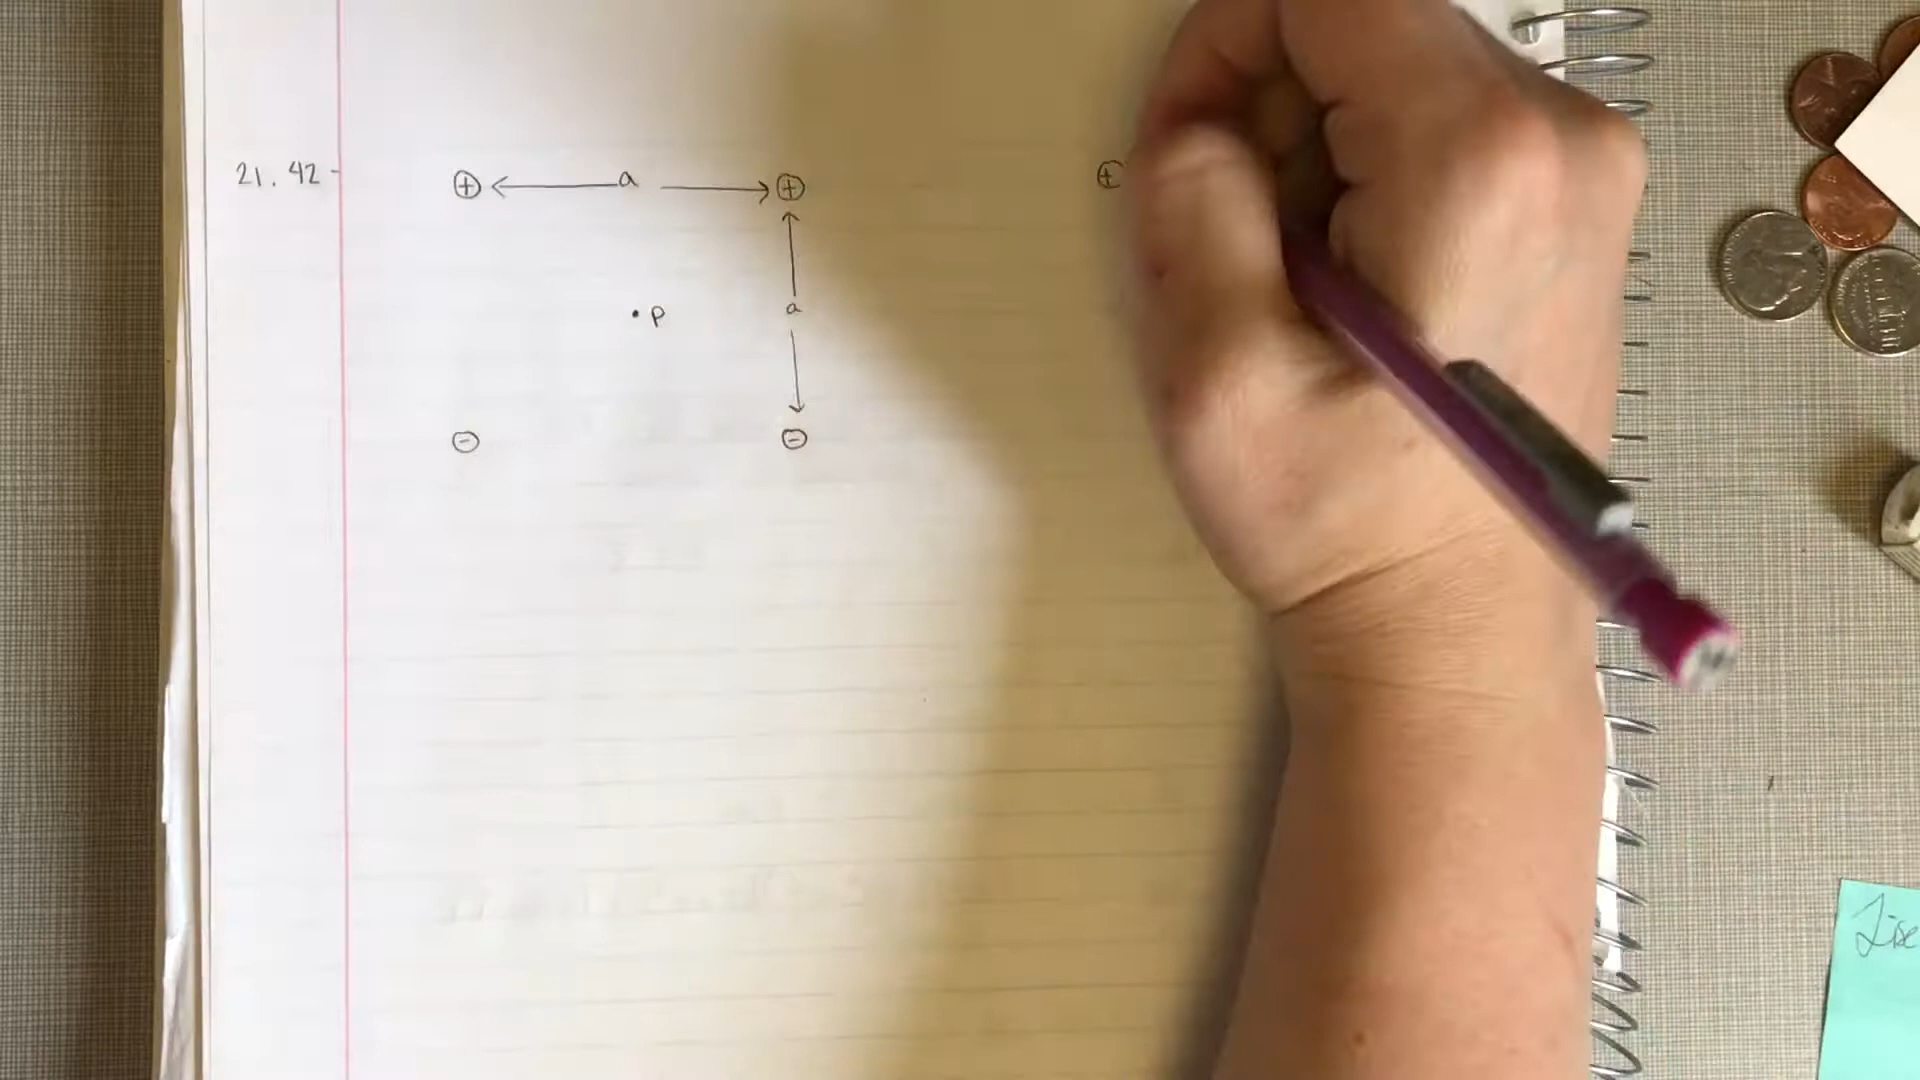 21. 42
+ a + +
a
• P
- -